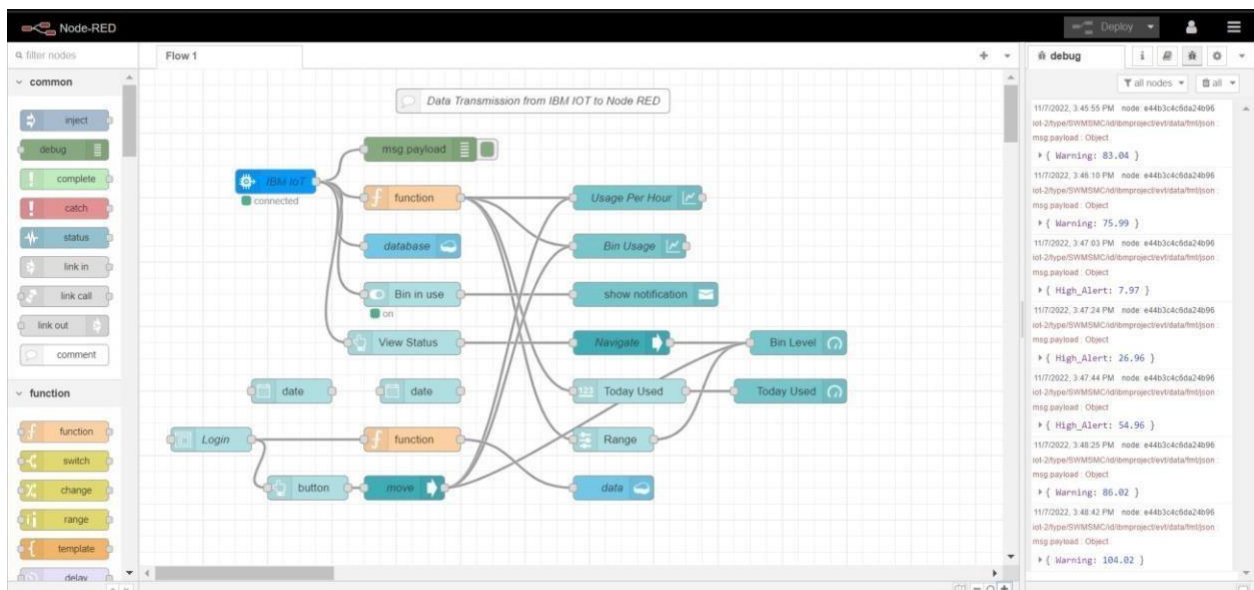 Node-RED
Deploy
filter nodes
Flow 1
debug
i
all nodes
all
common
inject
debug
complete
catch
status
link in
link call
link out
comment
function
function
switch
change
range
template
delay
Data Transmission from IBM IOT to Node RED
msg.payload
IBM IoT
connected
function
Usage Per Hour
database
Bin Usage
Bin in use
show notification
on
View Status
Navigate
Bin Level
date
date
123 Today Used
Today Used
Login
function
Range
button
move
data
11/7/2022, 3:45:55 PM node: e44b3c4c6da24b96
iot-2/type/SWMSMC/id/ibmproject/evt/data/fmt/json :
msg.payload : Object
{ Warning: 83.04 }
11/7/2022, 3:46:10 PM node: e44b3c4c6da24b96
iot-2/type/SWMSMC/id/ibmproject/evt/data/fmt/json :
msg.payload : Object
{ Warning: 75.99 }
11/7/2022, 3:47:03 PM node: e44b3c4c6da24b96
iot-2/type/SWMSMC/id/ibmproject/evt/data/fmt/json :
msg.payload : Object
{ High_Alert: 7.97 }
11/7/2022, 3:47:24 PM node: e44b3c4c6da24b96
iot-2/type/SWMSMC/id/ibmproject/evt/data/fmt/json :
msg.payload : Object
{ High_Alert: 26.96 }
11/7/2022, 3:47:44 PM node: e44b3c4c6da24b96
iot-2/type/SWMSMC/id/ibmproject/evt/data/fmt/json :
msg.payload : Object
{ High_Alert: 54.96 }
11/7/2022, 3:48:25 PM node: e44b3c4c6da24b96
iot-2/type/SWMSMC/id/ibmproject/evt/data/fmt/json :
msg.payload : Object
{ Warning: 86.02 }
11/7/2022, 3:48:42 PM node: e44b3c4c6da24b96
iot-2/type/SWMSMC/id/ibmproject/evt/data/fmt/json :
msg.payload : Object
{ Warning: 104.02 }